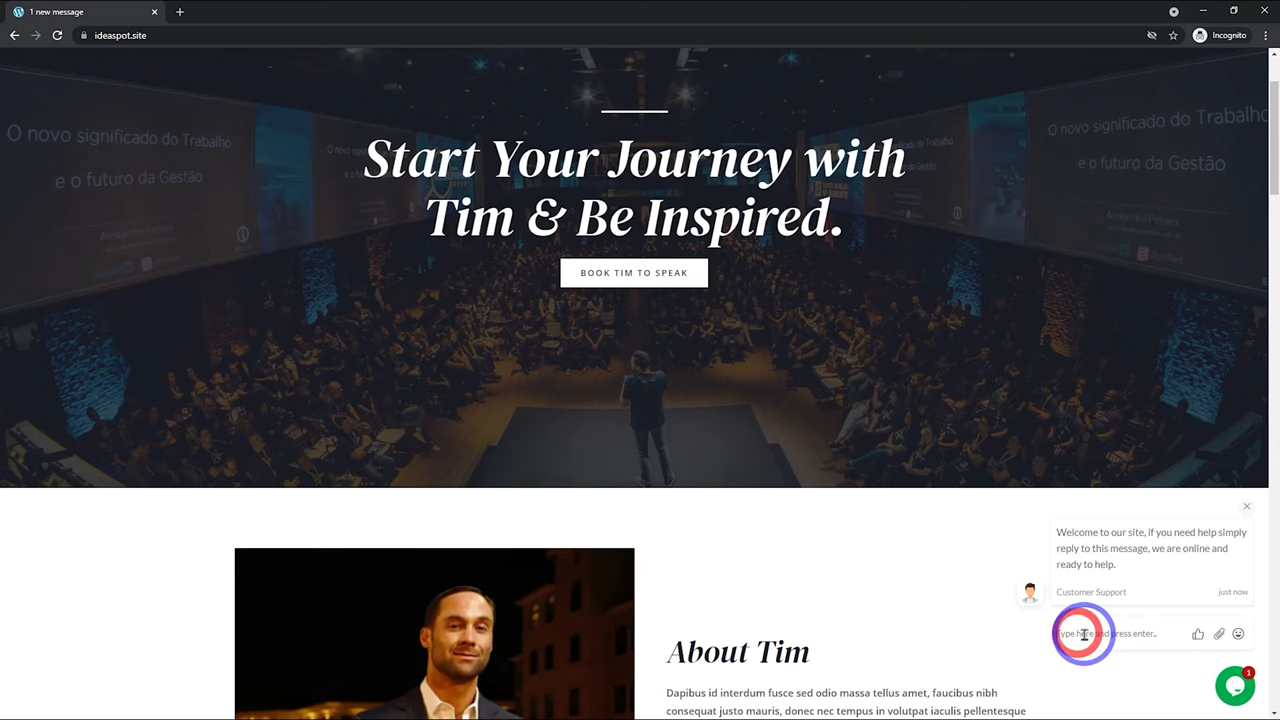 1 new message
ideaspot.site
Incognito
O novo significado do Trabalho
e o futuro da Gestão
O novo significado do Trabalho
e o futuro da Gestão
Start Your Journey with
Tim & Be Inspired.
BOOK TIM TO SPEAK
Welcome to our site, if you need help simply
reply to this message, we are online and
ready to help.
Customer Support
just now
Type here and press enter..
1
About Tim
Dapibus id interdum fusce sed odio massa tellus amet, faucibus nibh
consequat justo mauris, donec nec tempus in volutpat iaculis pellentesque